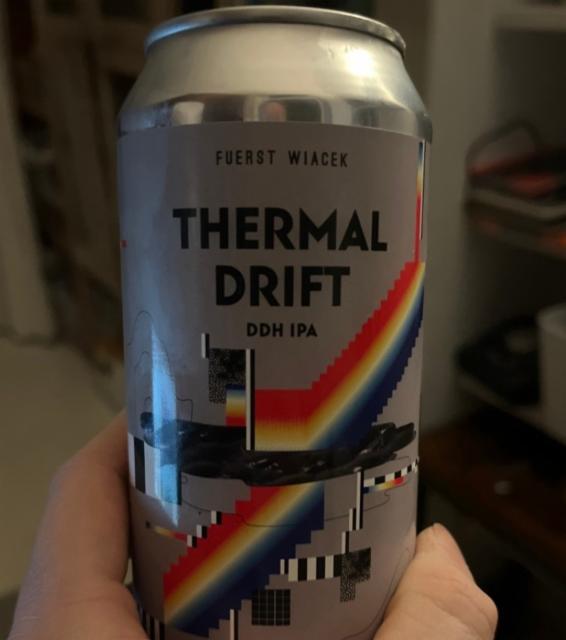 FUERST WIACEK
THERMAL
DRIFT
DDH IPA